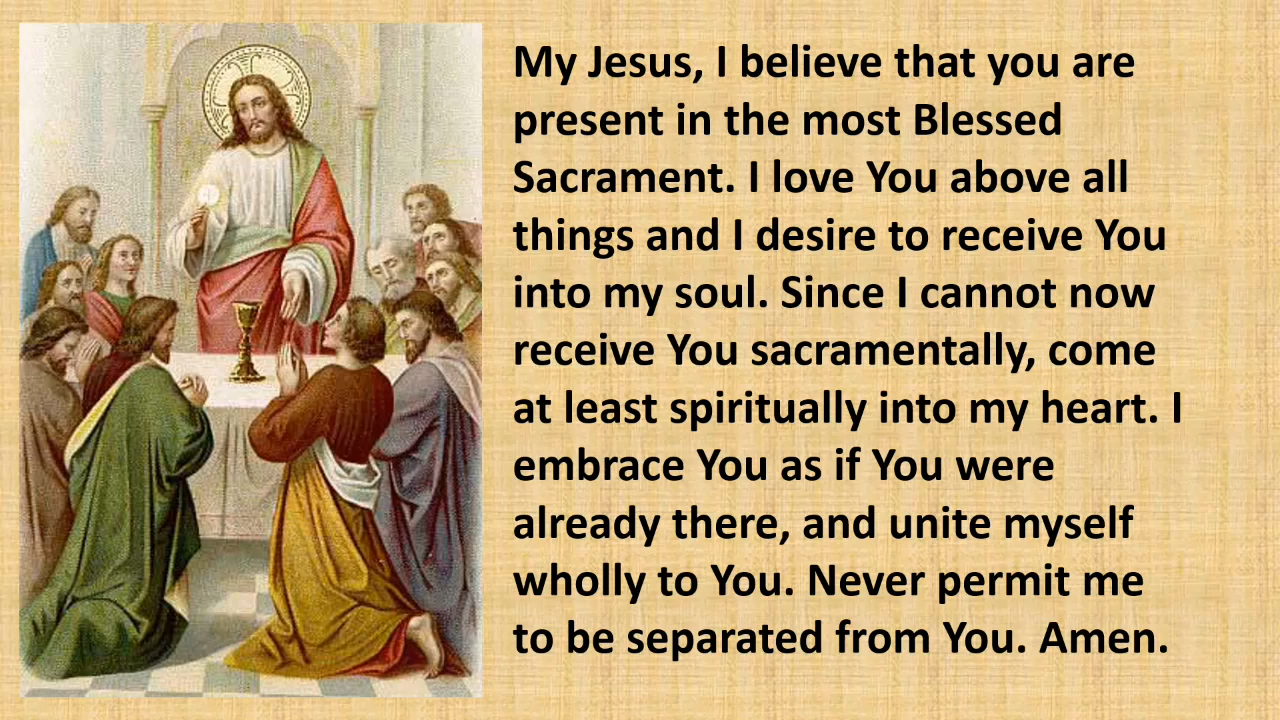 My Jesus, I believe that you are
present in the most Blessed
Sacrament. I love You above all
things and I desire to receive You
into my soul. Since I cannot now
receive You sacramentally, come
at least spiritually into my heart. I
embrace You as if You were
already there, and unite myself
wholly to You. Never permit me
to be separated from You. Amen.